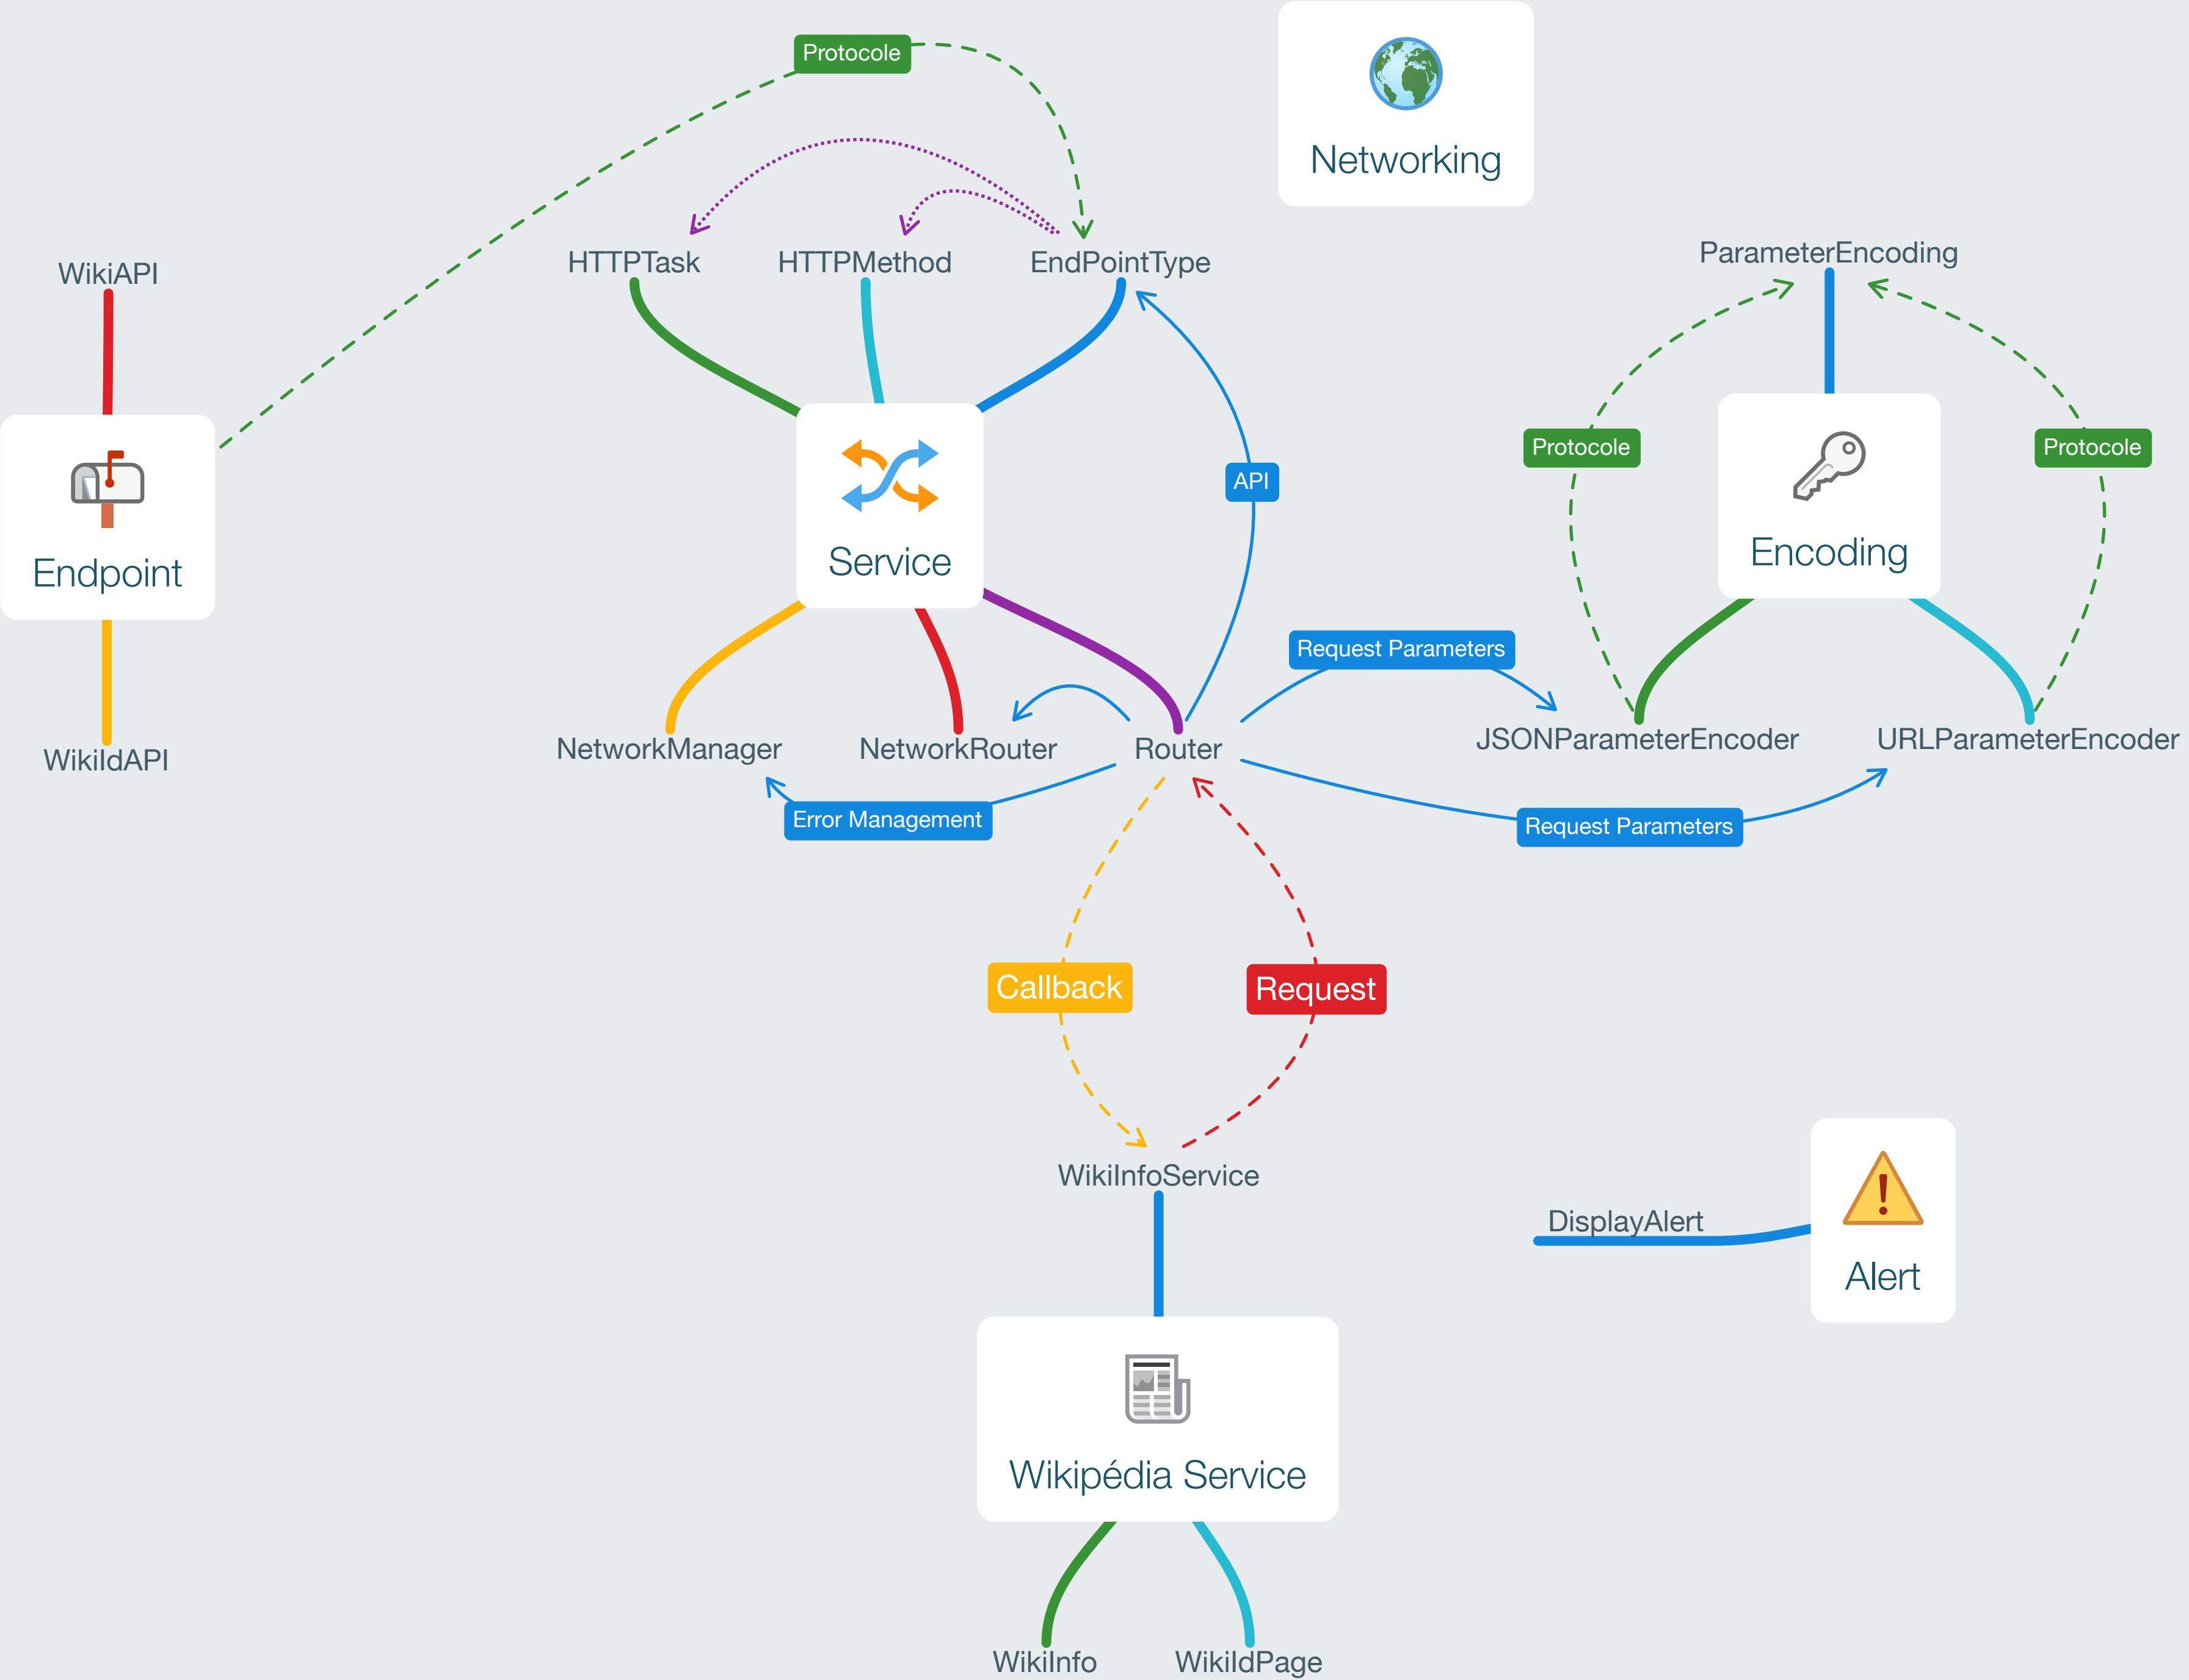 Protocole
Networking
HTTPTask
HTTPMethod
EndPointType
ParameterEncoding
WikiAPI
Protocole
Protocole
API
Encoding
Service
Endpoint
Request Parameters
JSONParameterEncoder
URLParameterEncoder
NetworkManager
NetworkRouter
Router
WikiIdAPI
Error Management
Request Parameters
Callback
Request
WikiInfoService
DisplayAlert
Alert
Wikipédia Service
WikiInfo
WikiIdPage